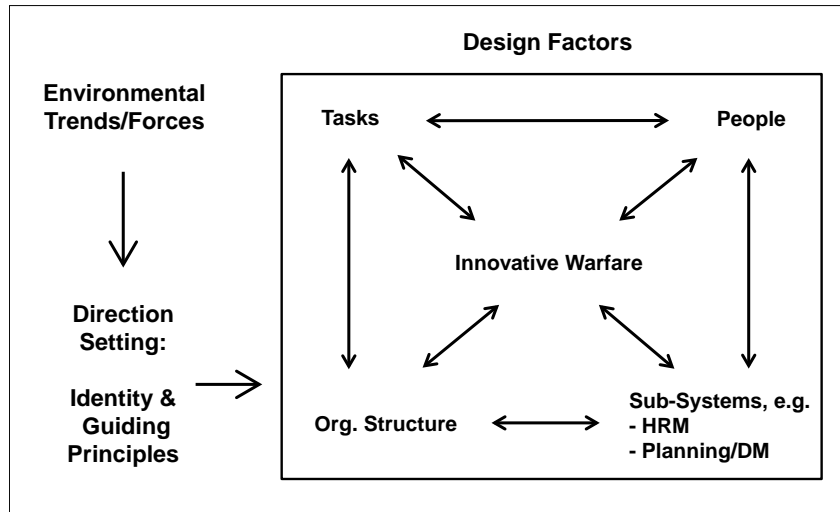 Design Factors
Environmental
Trends/Forces
Tasks
People
Innovative Warfare
Direction
Setting:
Identity &
Guiding
Principles
Org. Structure
Sub-Systems, e.g.
- HRM
- Planning/DM